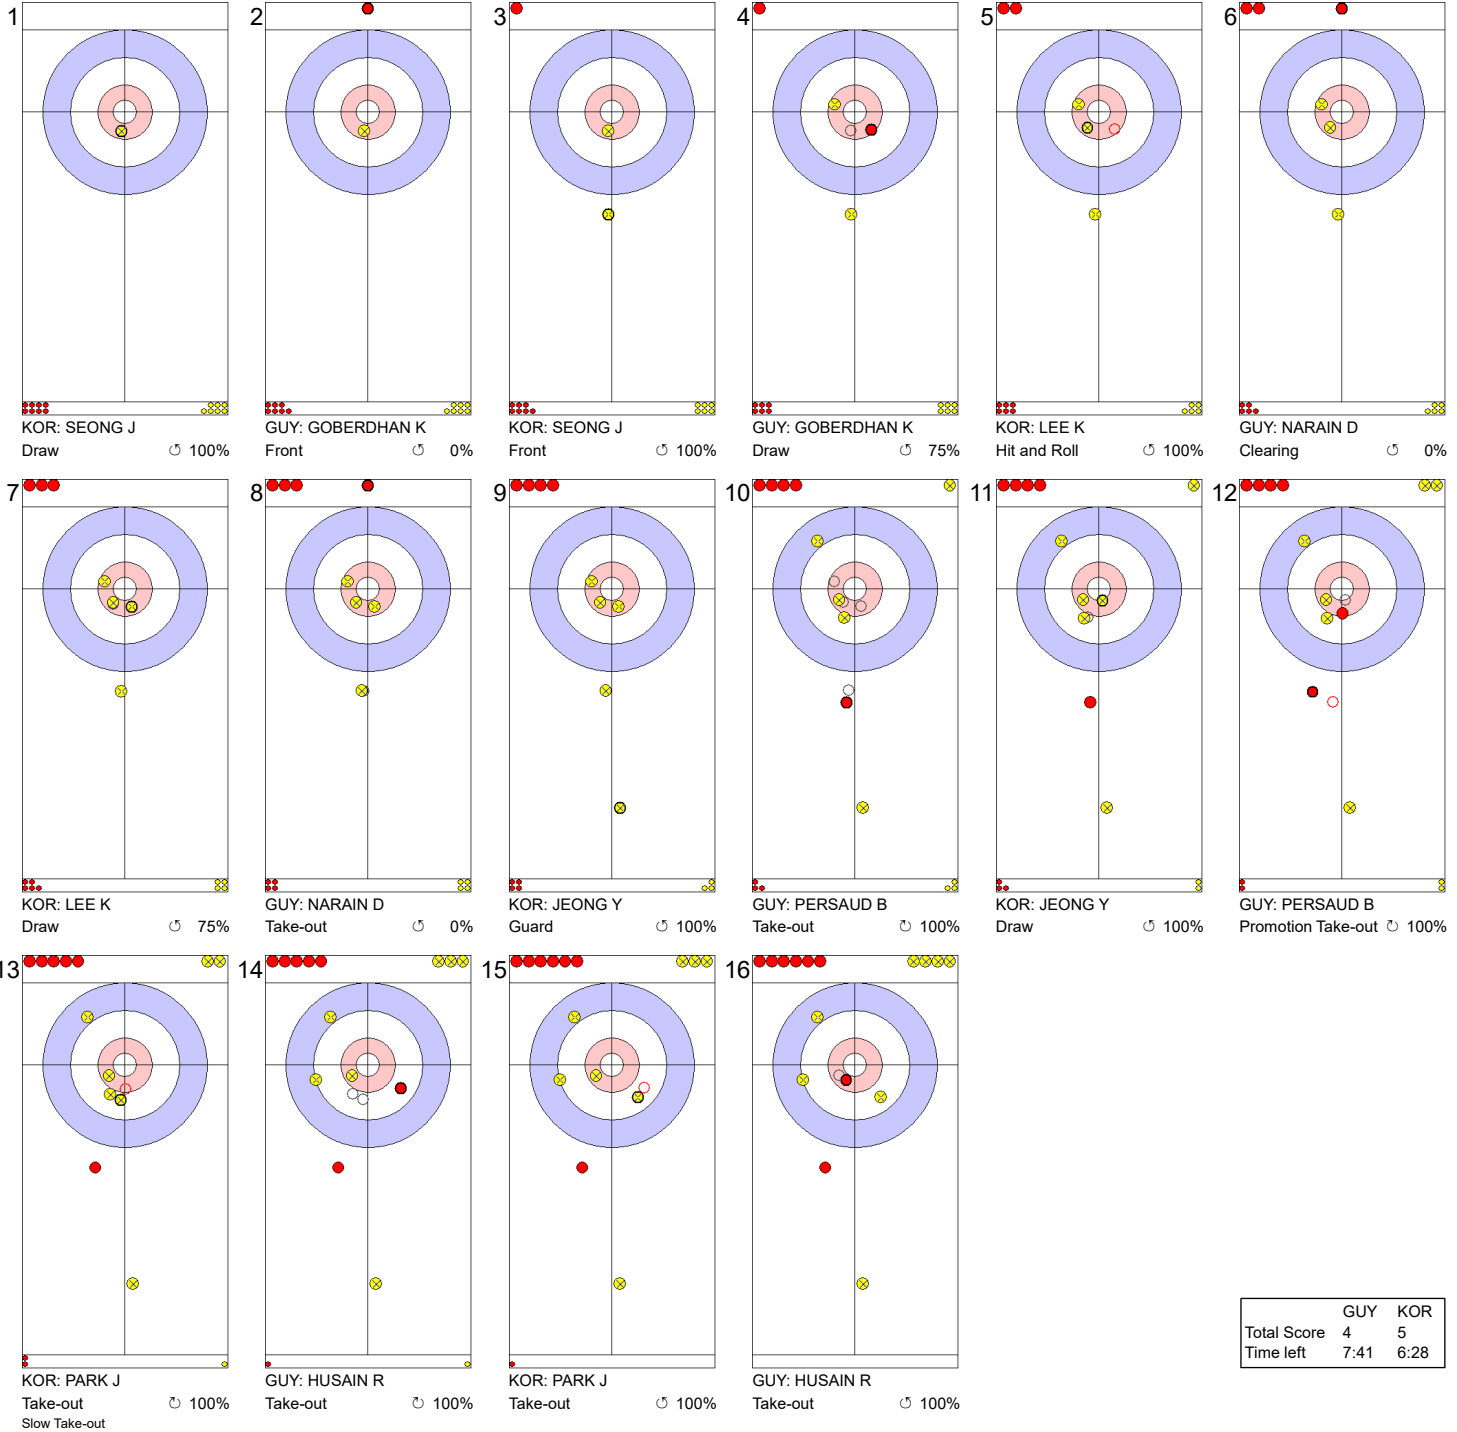 1
KOR: SEONG J
Draw ↺ 100%
2
GUY: GOBERDHAN K
Front ↺ 0%
3
KOR: SEONG J
Front ↺ 100%
4
GUY: GOBERDHAN K
Draw ↺ 75%
5
KOR: LEE K
Hit and Roll ↺ 100%
6
GUY: NARAIN D
Clearing ↺ 0%
7
KOR: LEE K
Draw ↺ 75%
8
GUY: NARAIN D
Take-out ↺ 0%
9
KOR: JEONG Y
Guard ↺ 100%
10
GUY: PERSAUD B
Take-out ↻ 100%
11
KOR: JEONG Y
Draw ↺ 100%
12
GUY: PERSAUD B
Promotion Take-out ↻ 100%
13
KOR: PARK J
Take-out ↻ 100%
Slow Take-out
14
GUY: HUSAIN R
Take-out ↻ 100%
15
KOR: PARK J
Take-out ↻ 100%
16
GUY: HUSAIN R
Take-out ↺ 100%
GUY KOR
Total Score 4 5
Time left 7:41 6:28